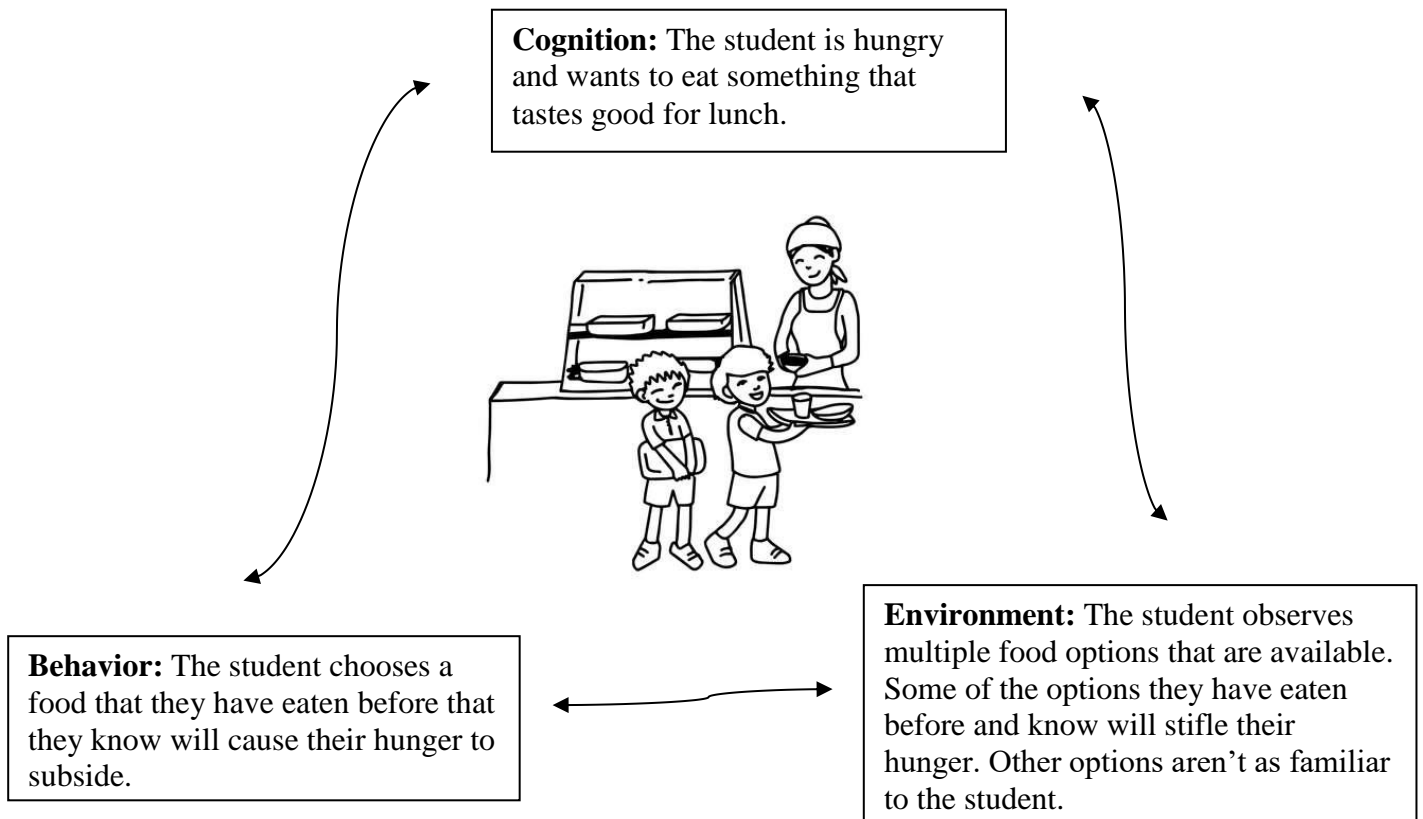 Cognition: The student is hungry
and wants to eat something that
tastes good for lunch.
Behavior: The student chooses a
food that they have eaten before that
they know will cause their hunger to
subside.
Environment: The student observes
multiple food options that are available.
Some of the options they have eaten
before and know will stifle their
hunger. Other options aren’t as familiar
to the student.